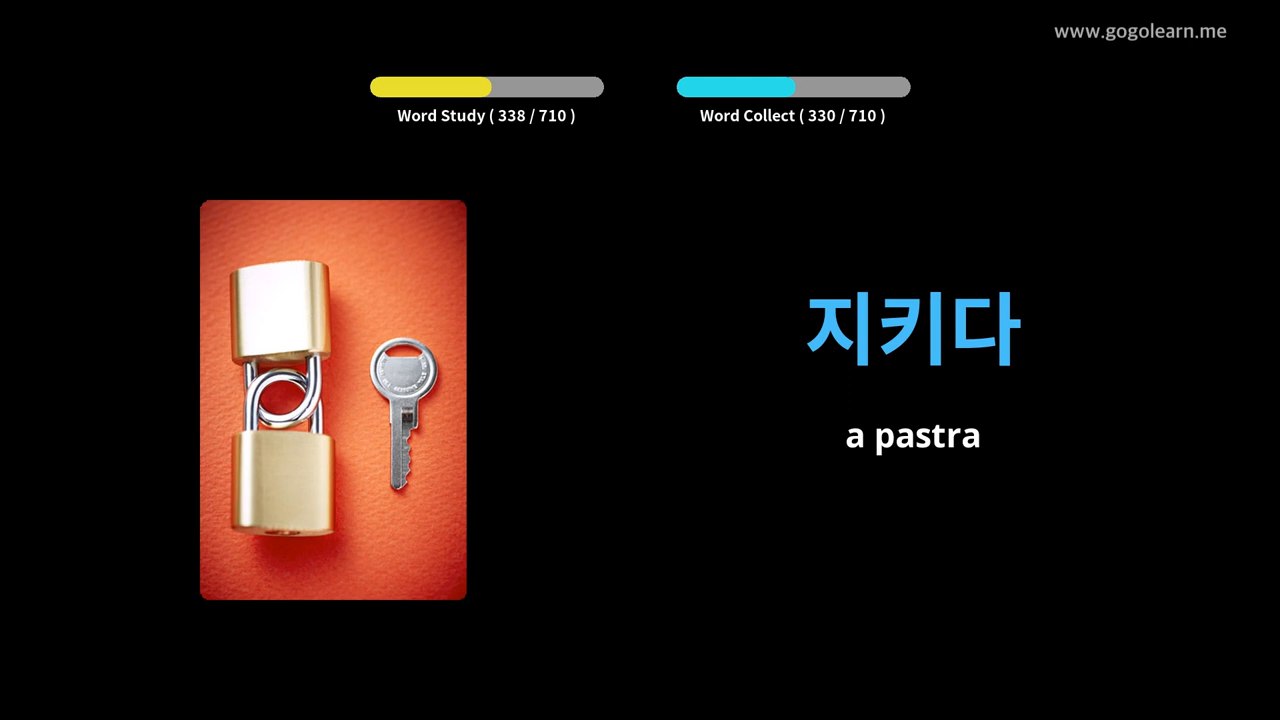 www.gogolearn.me
Word Study ( 338 / 710 )
Word Collect ( 330 / 710 )
지키다
a pastra